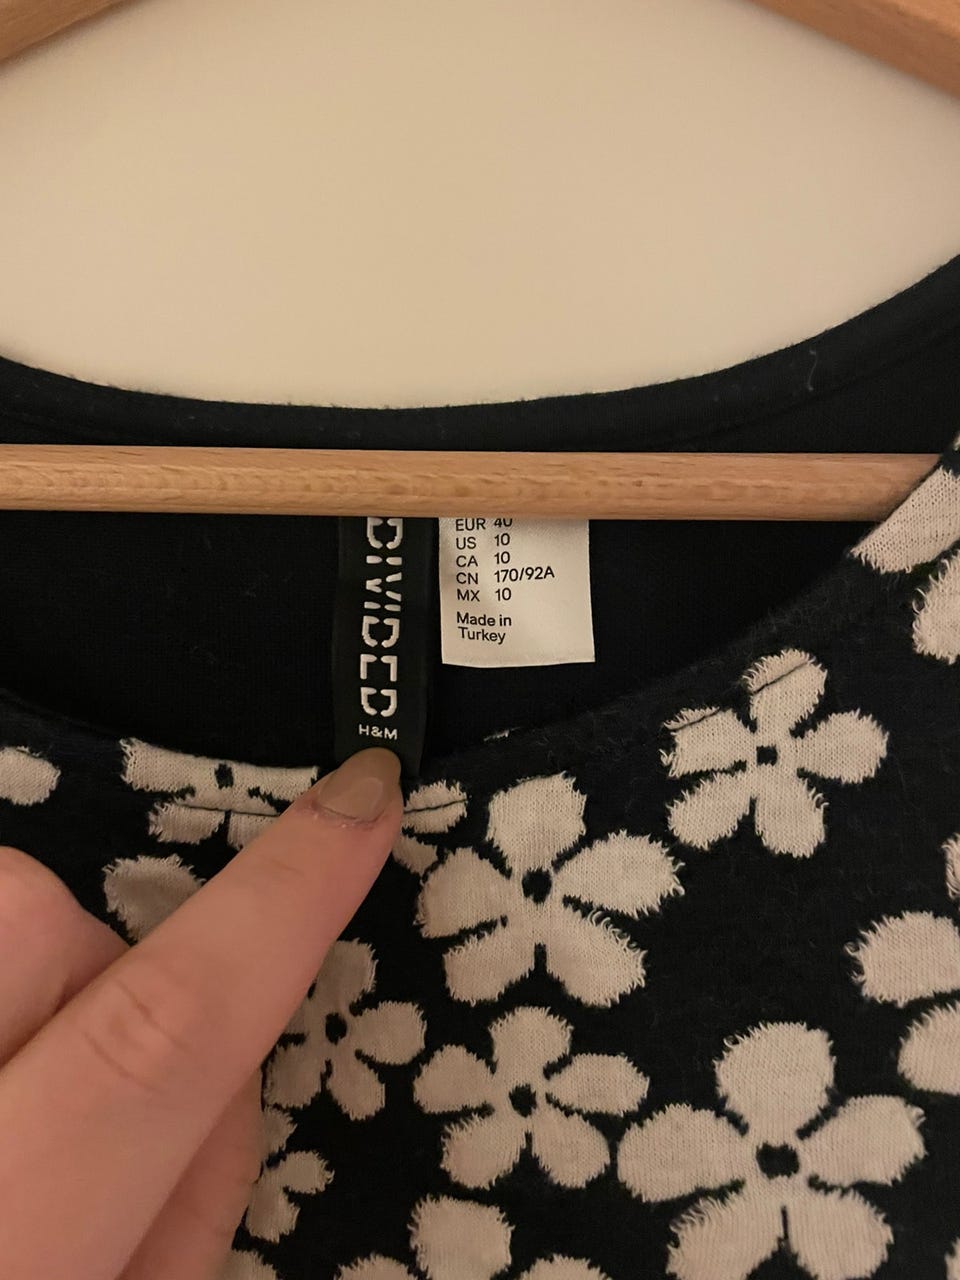 DIVIDED
H&M
EUR 40
US 10
CA 10
CN 170/92A
MX 10
Made in
Turkey